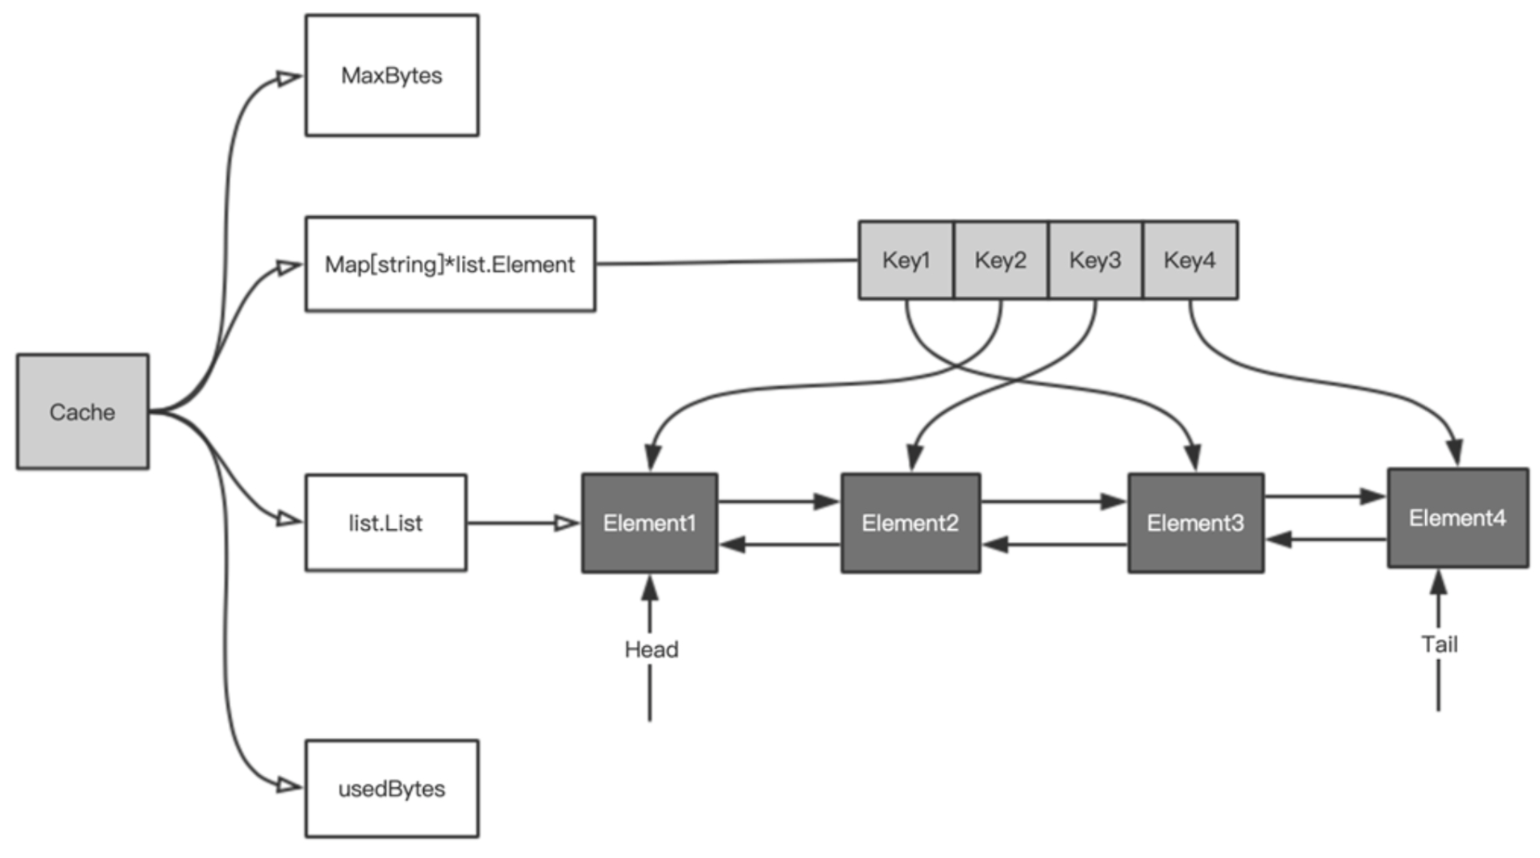 MaxBytes
Map[string]*list.Element
Key1 Key2 Key3 Key4
Cache
list.List
Element1
Element2
Element3
Element4
Head
Tail
usedBytes